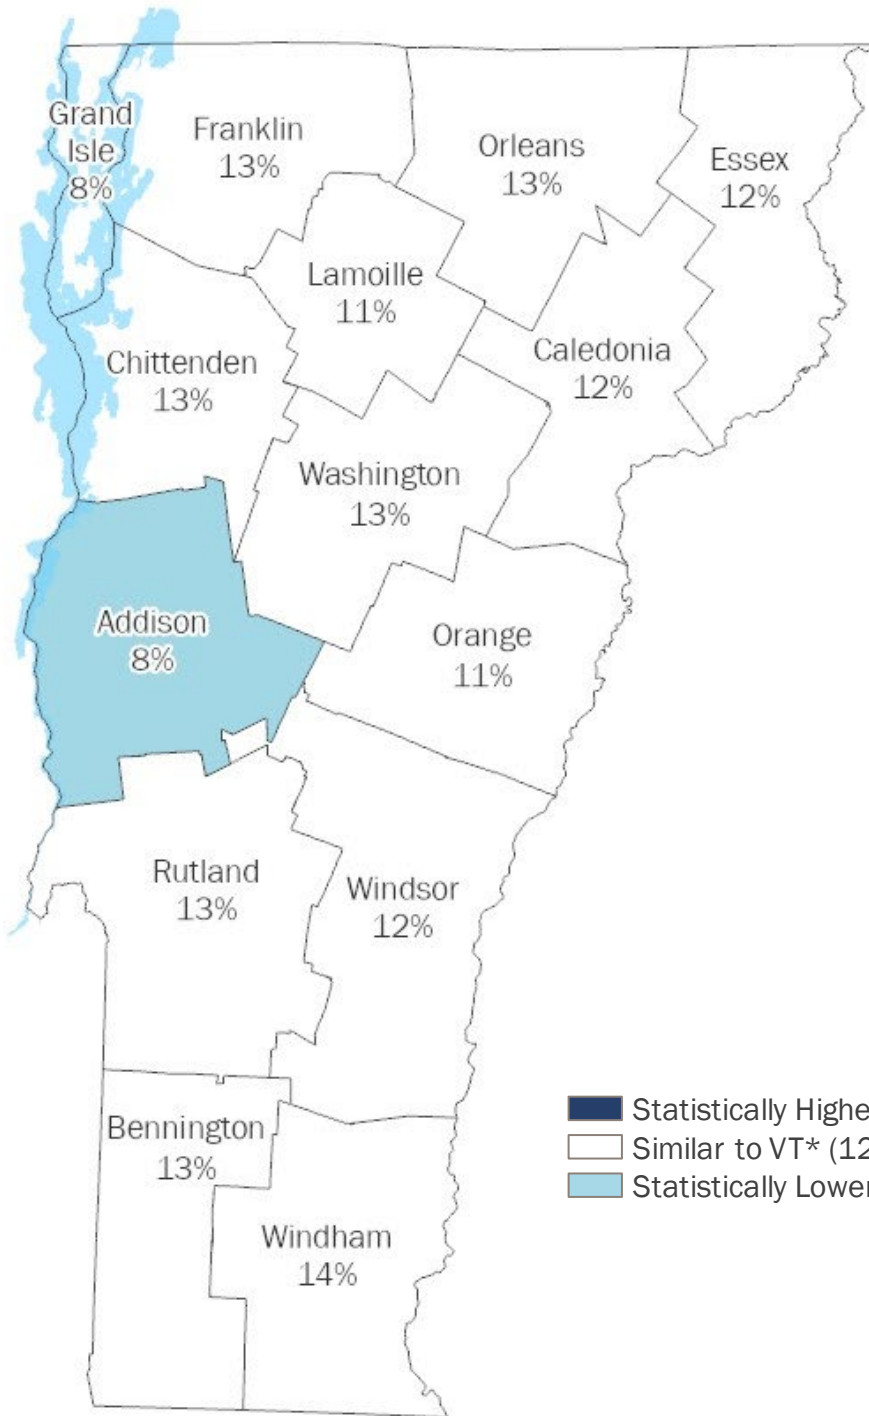 Grand
Isle
8%
Franklin
13%
Orleans
13%
Essex
12%
Lamoille
11%
Chittenden
13%
Caledonia
12%
Washington
13%
Addison
8%
Orange
11%
Rutland
13%
Windsor
12%
Bennington
13%
Windham
14%
Statistically Highe
Similar to VT* (12
Statistically Lower